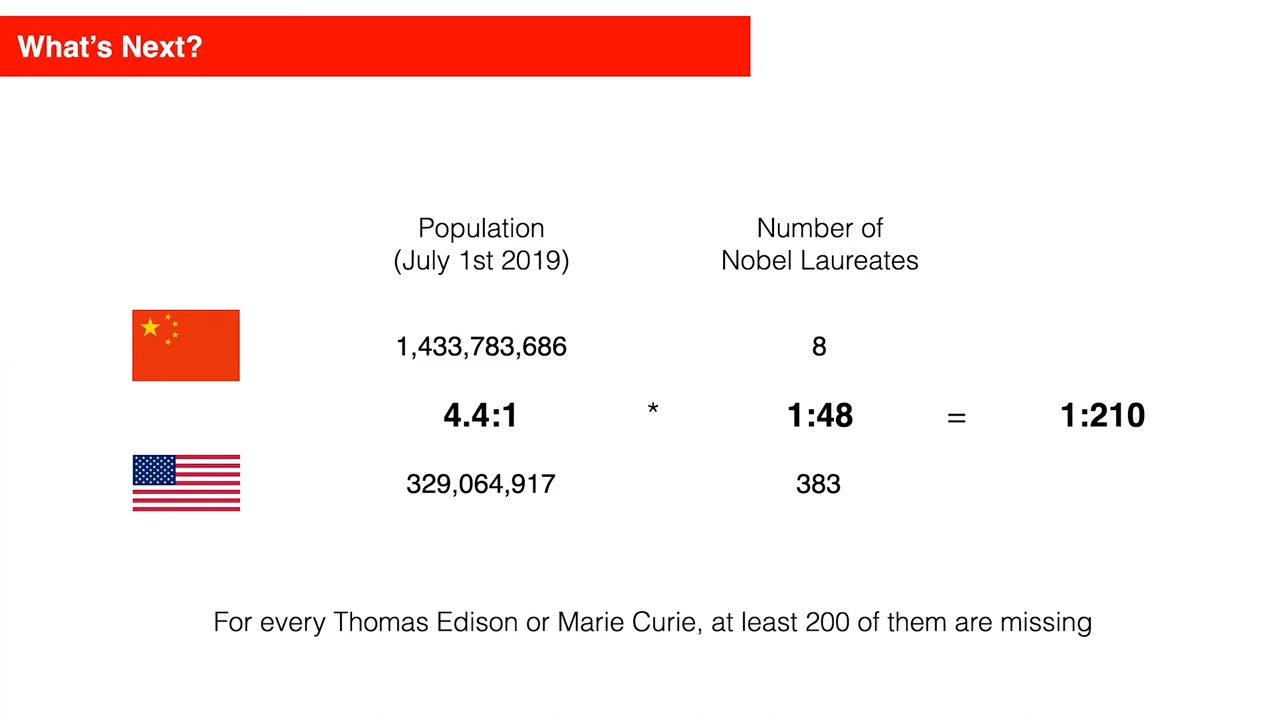 What's Next?
Population
(July 1st 2019)
Number of
Nobel Laureates
1,433,783,686
8
4.4:1 * 1:48 = 1:210
329,064,917
383
For every Thomas Edison or Marie Curie, at least 200 of them are missing